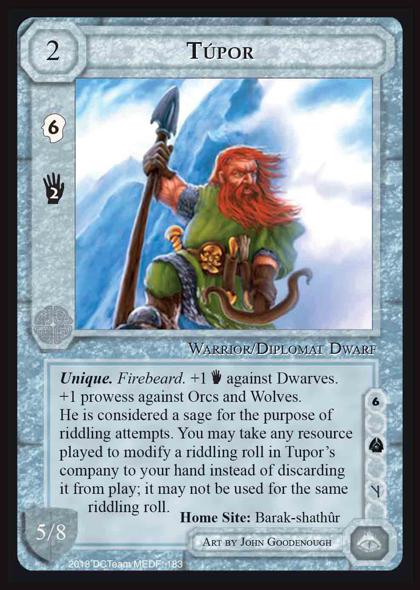 2
TÚPOR
6
2
WARRIOR/DIPLOMAT DWARF
Unique. Firebeard. +1 against Dwarves.
+1 prowess against Orcs and Wolves.
He is considered a sage for the purpose of
riddling attempts. You may take any resource
played to modify a riddling roll in Tupor's
company to your hand instead of discarding
it from play; it may not be used for the same
riddling roll.
Home Site: Barak-shathûr
6
5/8
ART BY JOHN GOODENOUGH
2018 DCTeam MEDF: 183